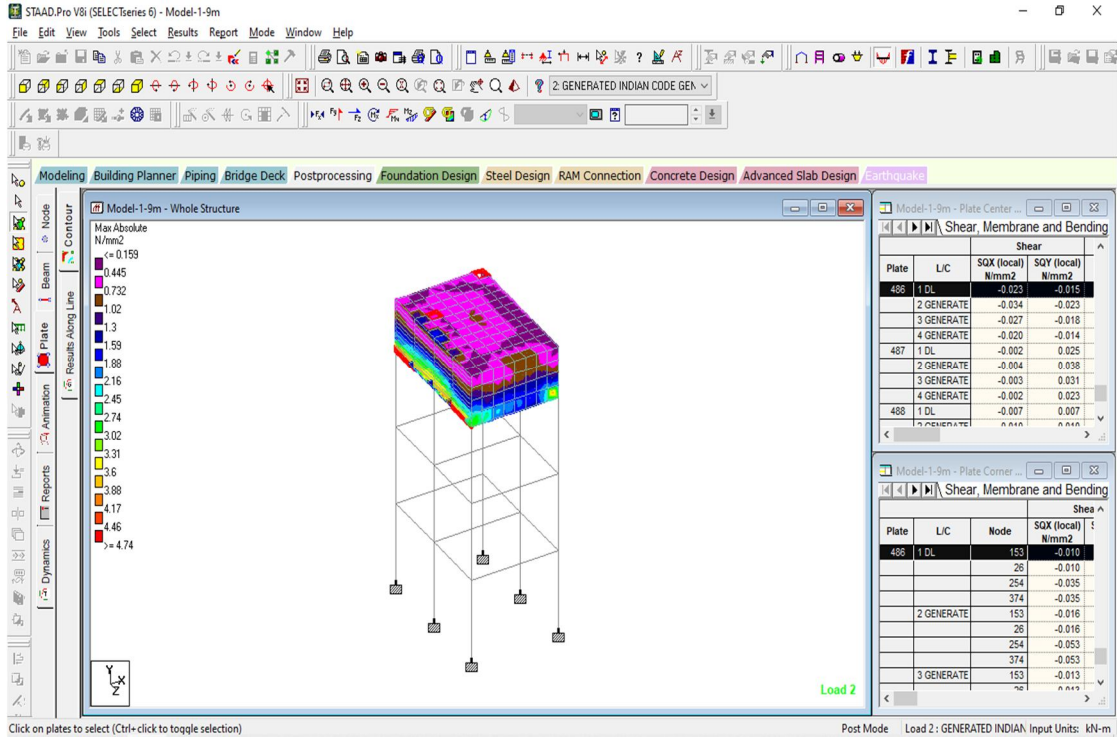 STAAD.Pro V8i (SELECTseries 6) - Model-1-9m
File Edit View Tools Select Results Report Mode Window Help
2: GENERATED INDIAN CODE GEN
Modeling Building Planner Piping Bridge Deck Postprocessing Foundation Design Steel Design RAM Connection Concrete Design Advanced Slab Design Earthquake
Node
Beam
Plate
Animation
Reports
Dynamics
Contour
Results Along Line
Model-1-9m - Whole Structure
Max Absolute
N/mm2
<= 0.159
0.445
0.732
1.02
1.3
1.59
1.88
2.16
2.45
2.74
3.02
3.31
3.6
3.88
4.17
4.46
>= 4.74
Y
X
Z
Load 2
Model-1-9m - Plate Center ...
Shear, Membrane and Bending
Shear
Plate L/C SQX (local) N/mm2 SQY (local) N/mm2
486 1 DL -0.023 -0.015
2 GENERATE -0.034 -0.023
3 GENERATE -0.027 -0.018
4 GENERATE -0.020 -0.014
487 1 DL -0.002 0.025
2 GENERATE -0.004 0.038
3 GENERATE -0.003 0.031
4 GENERATE -0.002 0.023
488 1 DL -0.007 0.007
Model-1-9m - Plate Corner ...
Shear, Membrane and Bending
Shea
Plate L/C Node SQX (local) N/mm2
486 1 DL 153 -0.010
26 -0.010
254 -0.035
374 -0.035
2 GENERATE 153 -0.016
26 -0.016
254 -0.053
374 -0.053
3 GENERATE 153 -0.013
Click on plates to select (Ctrl+click to toggle selection)
Post Mode Load 2 : GENERATED INDIAN Input Units: kN-m